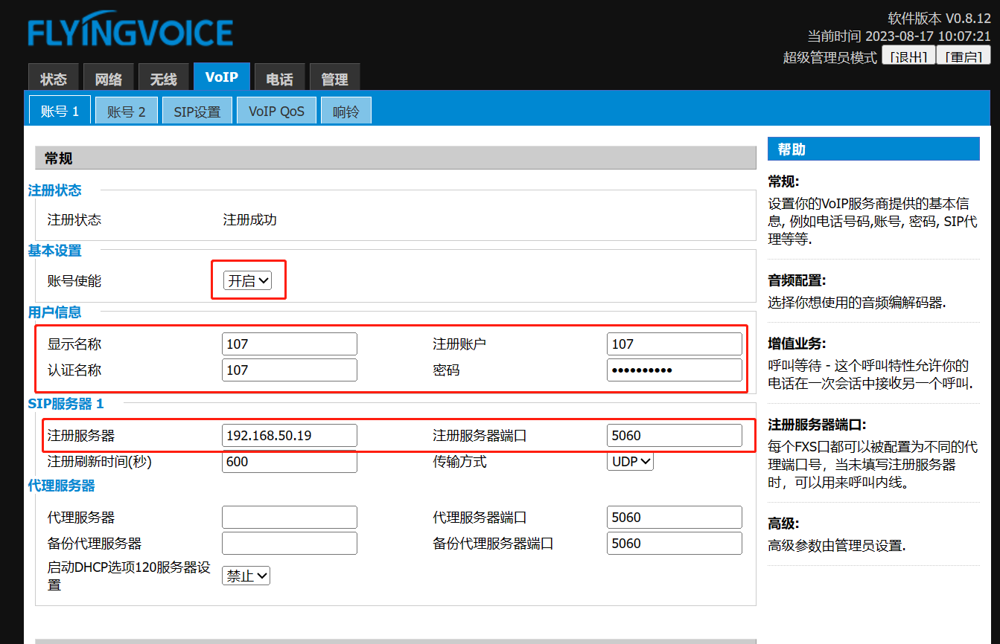 FLYINGVOICE
软件版本 V0.8.12
当前时间 2023-08-17 10:07:21
超级管理员模式 [退出] [重启]
状态 网络 无线 VoIP 电话 管理
账号 1 账号 2 SIP设置 VoIP QoS 响铃
常规
注册状态
注册状态 注册成功
基本设置
账号使能 开启
用户信息
显示名称 107 注册账户 107
认证名称 107 密码 ••••••••••
SIP服务器 1
注册服务器 192.168.50.19 注册服务器端口 5060
注册刷新时间(秒) 600 传输方式 UDP
代理服务器
代理服务器 代理服务器端口 5060
备份代理服务器 备份代理服务器端口 5060
启动DHCP选项120服务器设
置 禁止
帮助
常规:
设置你的VoIP服务商提供的基本信
息, 例如电话号码,账号, 密码, SIP代
理等等.
音频配置:
选择你想使用的音频编解码器.
增值业务:
呼叫等待 - 这个呼叫特性允许你的
电话在一次会话中接收另一个呼叫.
注册服务器端口:
每个FXS口都可以被配置为不同的代
理端口号，当未填写注册服务器
时，可以用来呼叫内线。
高级:
高级参数由管理员设置.